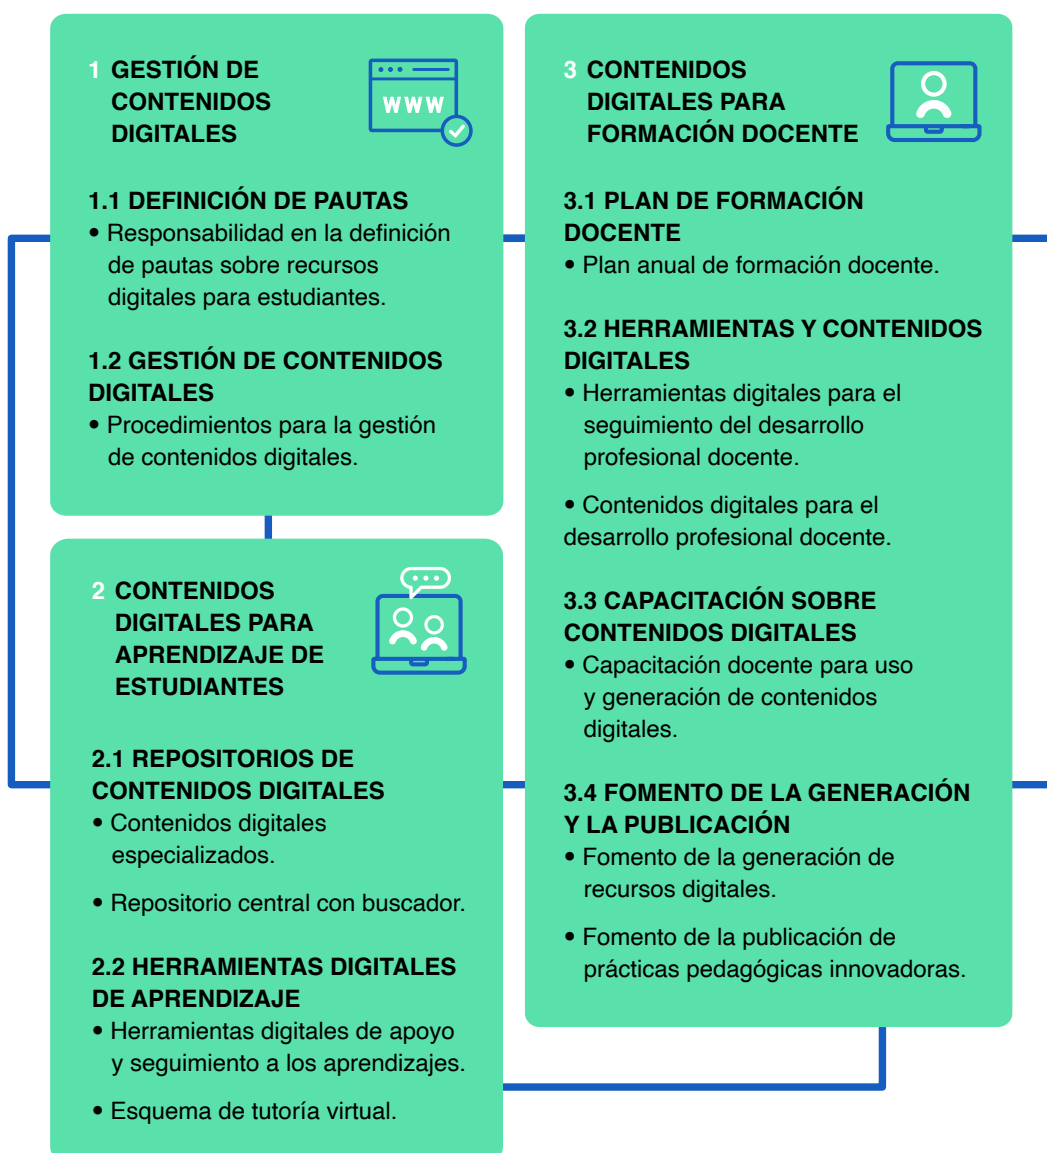 1 GESTIÓN DE
CONTENIDOS
DIGITALES
WWW
1.1 DEFINICIÓN DE PAUTAS
• Responsabilidad en la definición
de pautas sobre recursos
digitales para estudiantes.
1.2 GESTIÓN DE CONTENIDOS
DIGITALES
• Procedimientos para la gestión
de contenidos digitales.
2 CONTENIDOS
DIGITALES PARA
APRENDIZAJE DE
ESTUDIANTES
2.1 REPOSITORIOS DE
CONTENIDOS DIGITALES
• Contenidos digitales
especializados.
• Repositorio central con buscador.
2.2 HERRAMIENTAS DIGITALES
DE APRENDIZAJE
• Herramientas digitales de apoyo
y seguimiento a los aprendizajes.
• Esquema de tutoría virtual.
3 CONTENIDOS
DIGITALES PARA
FORMACIÓN DOCENTE
3.1 PLAN DE FORMACIÓN
DOCENTE
• Plan anual de formación docente.
3.2 HERRAMIENTAS Y CONTENIDOS
DIGITALES
• Herramientas digitales para el
seguimiento del desarrollo
profesional docente.
• Contenidos digitales para el
desarrollo profesional docente.
3.3 CAPACITACIÓN SOBRE
CONTENIDOS DIGITALES
• Capacitación docente para uso
y generación de contenidos
digitales.
3.4 FOMENTO DE LA GENERACIÓN
Y LA PUBLICACIÓN
• Fomento de la generación de
recursos digitales.
• Fomento de la publicación de
prácticas pedagógicas innovadoras.